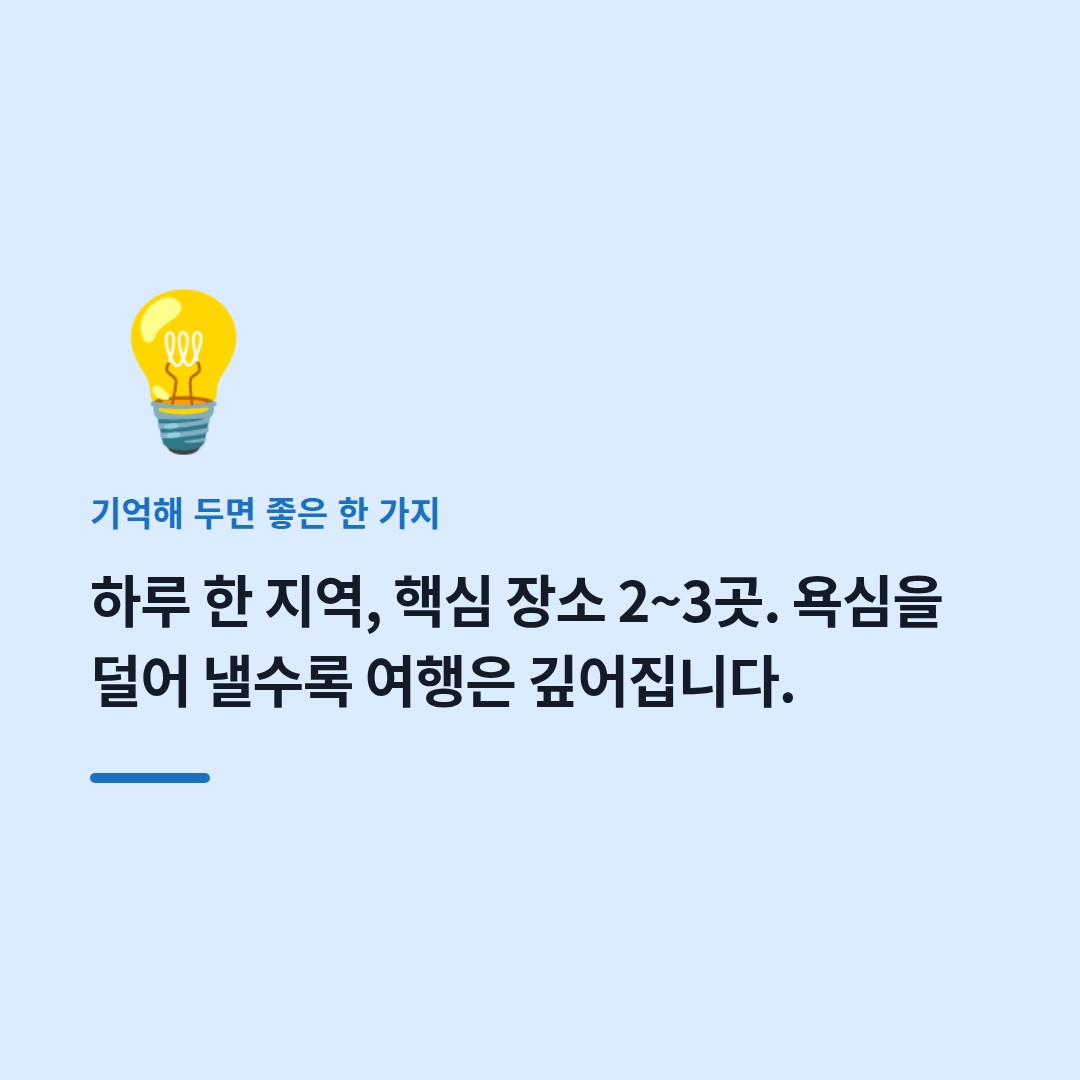 기억해 두면 좋은 한 가지
하루 한 지역, 핵심 장소 2~3곳. 욕심을
덜어 낼수록 여행은 깊어집니다.